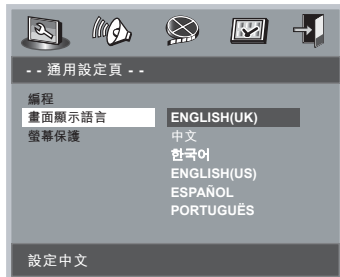 - - 通用設定頁 - -
編程
畫面顯示語言
螢幕保護
ENGLISH(UK)
中文
한국어
ENGLISH(US)
ESPAÑOL
PORTUGUËS
設定中文